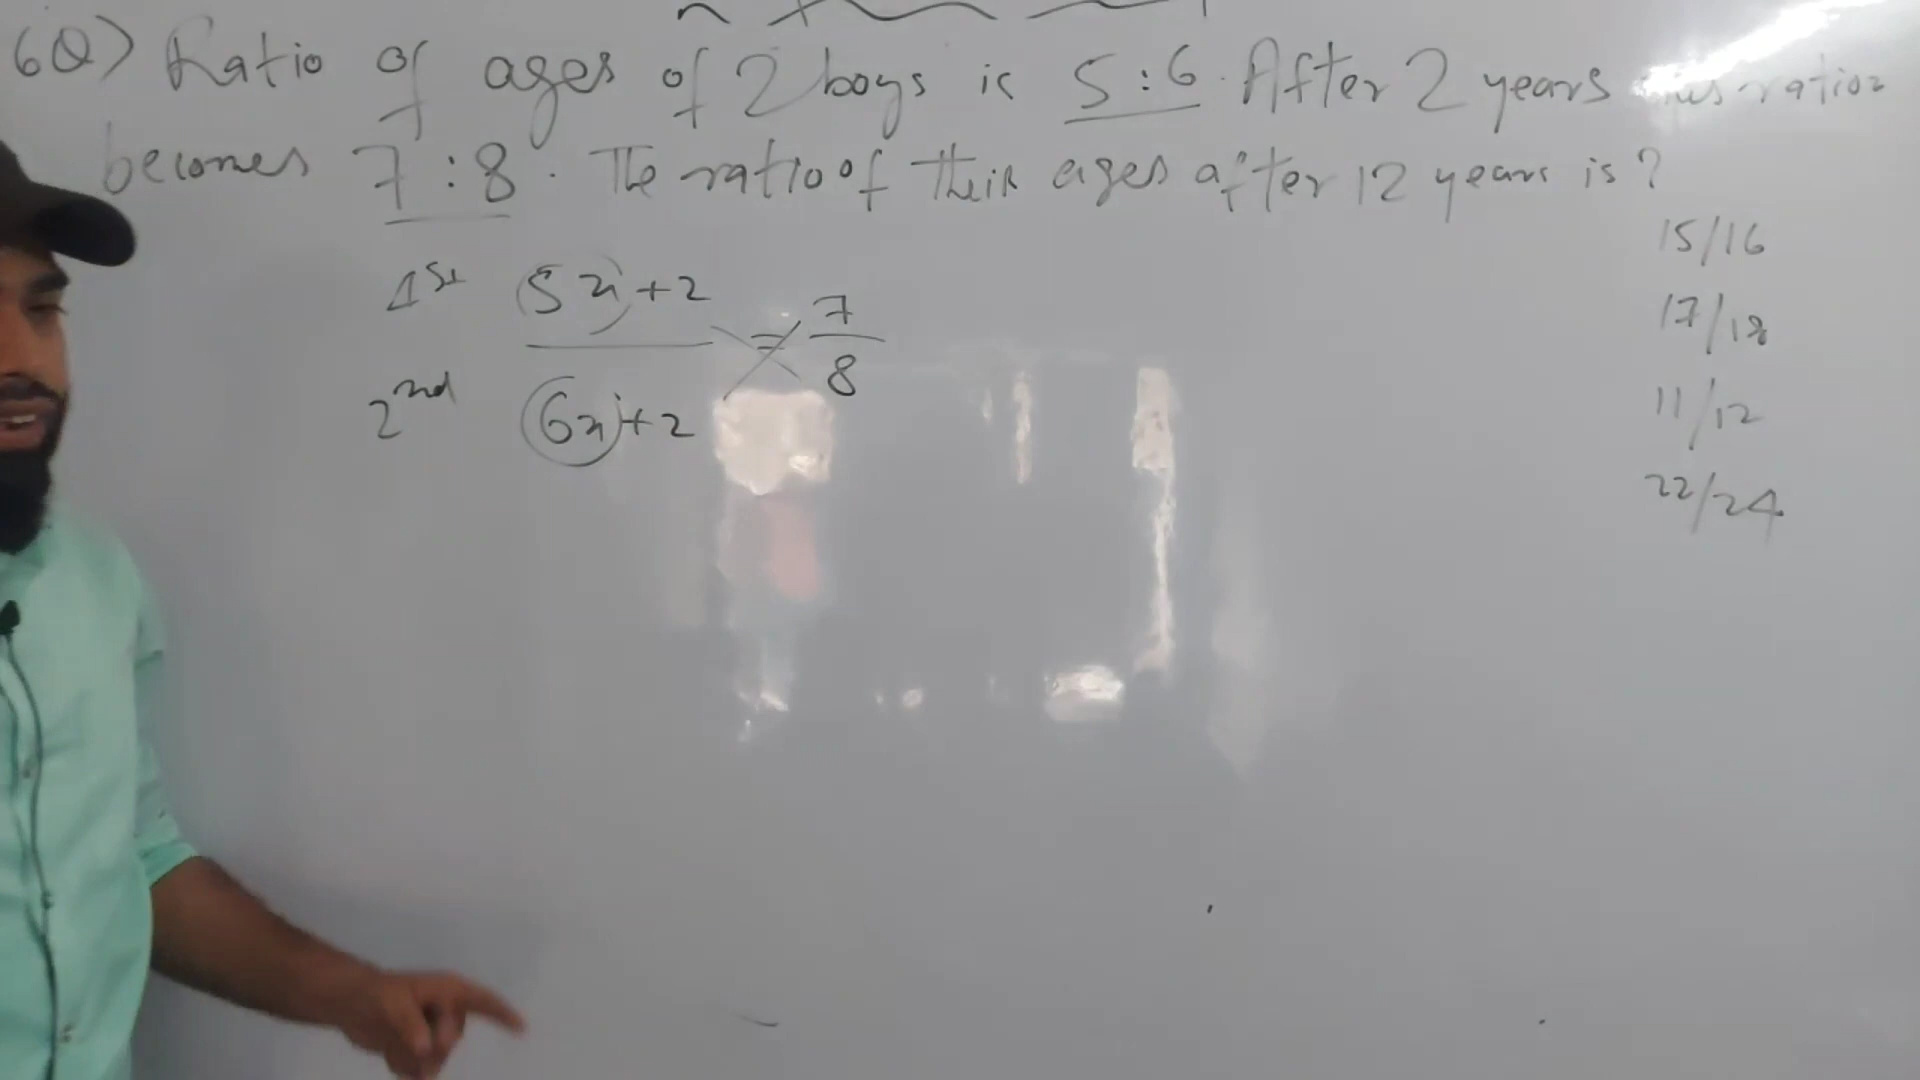 6Q) Ratio of ages of 2 boys is 5:6. After 2 years ratio
becomes 7:8. The ratio of their ages after 12 years is?
1st 5x+2
2nd 6x+2
= 7
8
15/16
17/18
11/12
22/24